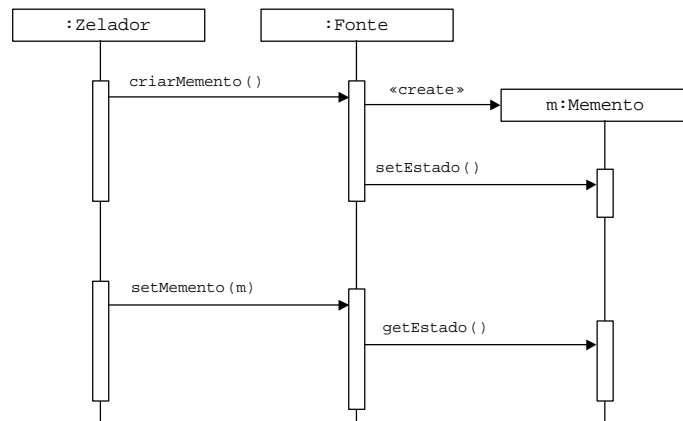 :Zelador
:Fonte
criarMemento()
«create»
m:Memento
setEstado()
setMemento(m)
getEstado()